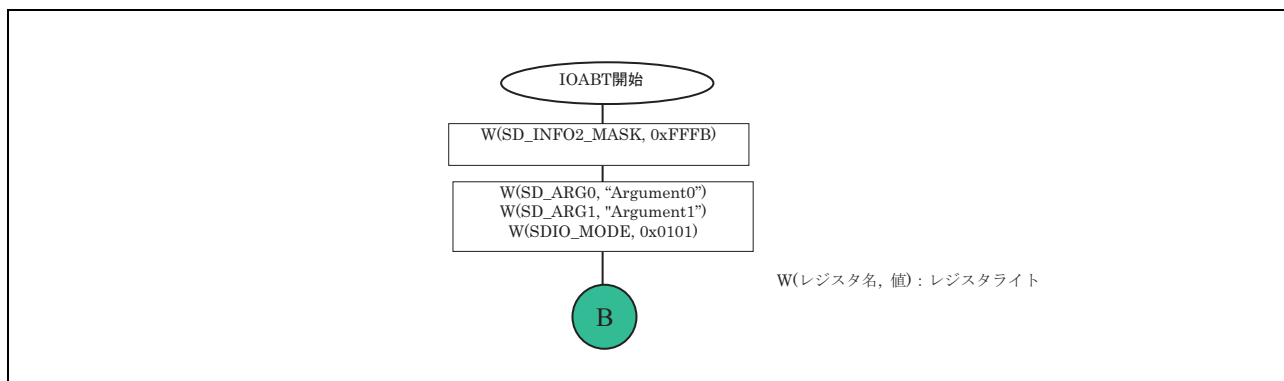 IOABT開始
W(SD_INFO2_MASK, 0xFFFB)
W(SD_ARG0, “Argument0”)
W(SD_ARG1, "Argument1”)
W(SDIO_MODE, 0x0101)
W(レジスタ名, 値) : レジスタライト
B